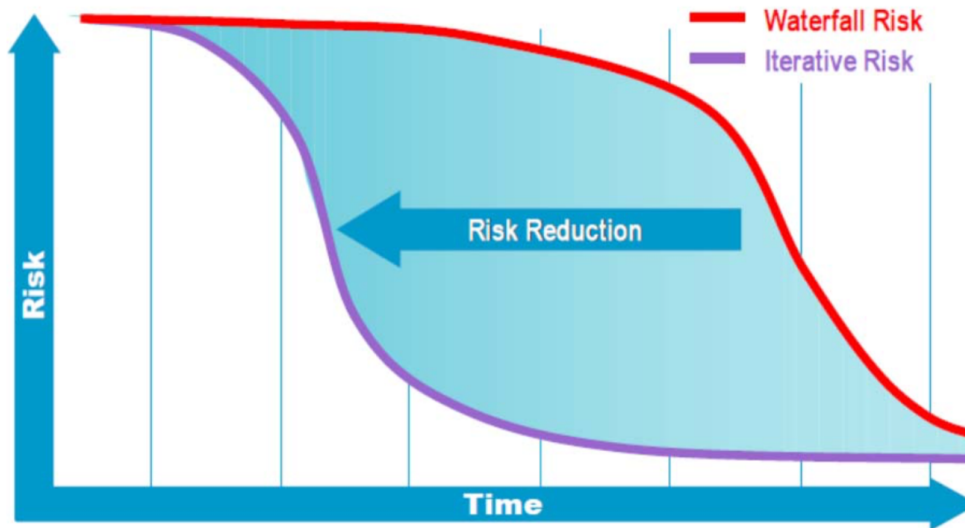 Waterfall Risk
Iterative Risk
Risk Reduction
Risk
Time